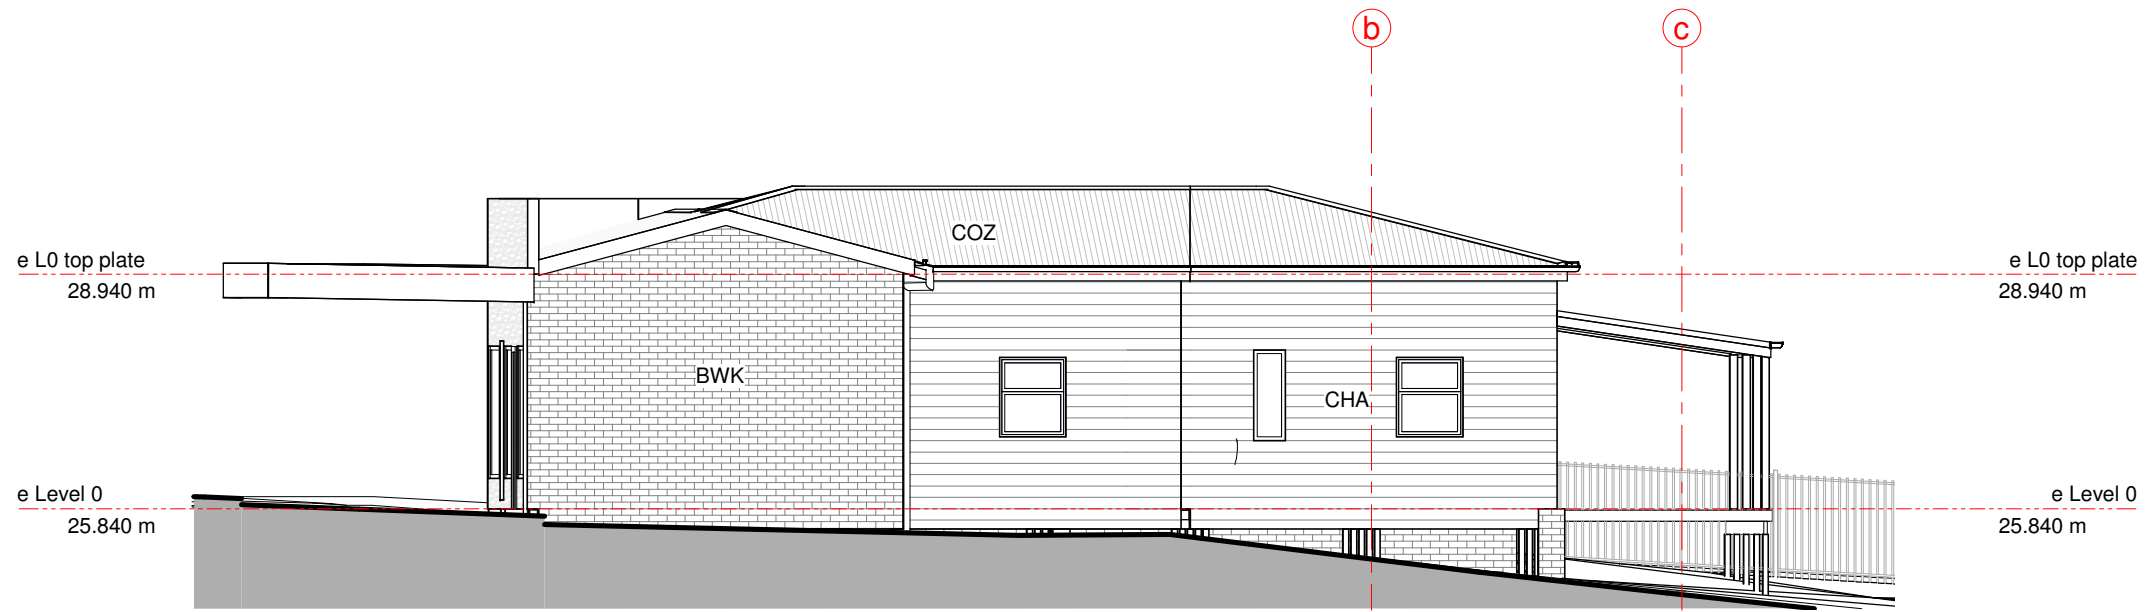 b
c
COZ
e L0 top plate
28.940 m
e L0 top plate
28.940 m
BWK
CHA
e Level 0
25.840 m
e Level 0
25.840 m